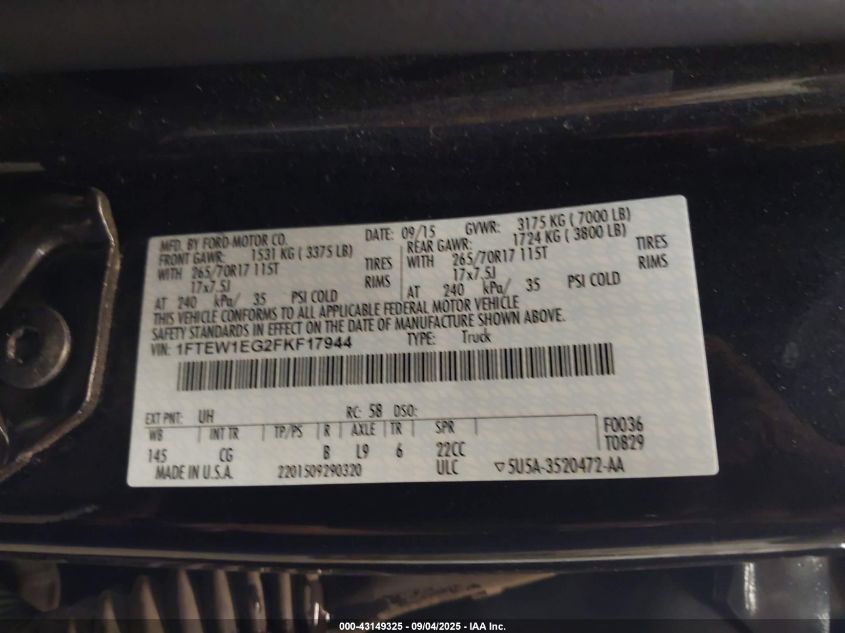 MFD. BY FORD MOTOR CO. DATE: 09/15 GVWR: 3175 KG ( 7000 LB)
FRONT GAWR: 1531 KG ( 3375 LB) REAR GAWR: 1724 KG ( 3800 LB)
WITH 265/70R17 115T TIRES WITH 265/70R17 115T TIRES
17x7.5J RIMS 17x7.5J RIMS
AT 240 kPa/ 35 PSI COLD AT 240 kPa/ 35 PSI COLD
THIS VEHICLE CONFORMS TO ALL APPLICABLE FEDERAL MOTOR VEHICLE
SAFETY STANDARDS IN EFFECT ON THE DATE OF MANUFACTURE SHOWN ABOVE.
VIN: 1FTEW1EG2FKF17944 TYPE: Truck
EXT PNT: UH RC: 58 DSO: F0036
WB INT TR TP/PS R AXLE TR SPR T0829
145 CG B L9 6 22CC
MADE IN U.S.A. 2201509290320 ULC ▽5U5A-3520472-AA
000-43149325 - 09/04/2025 - IAA Inc.